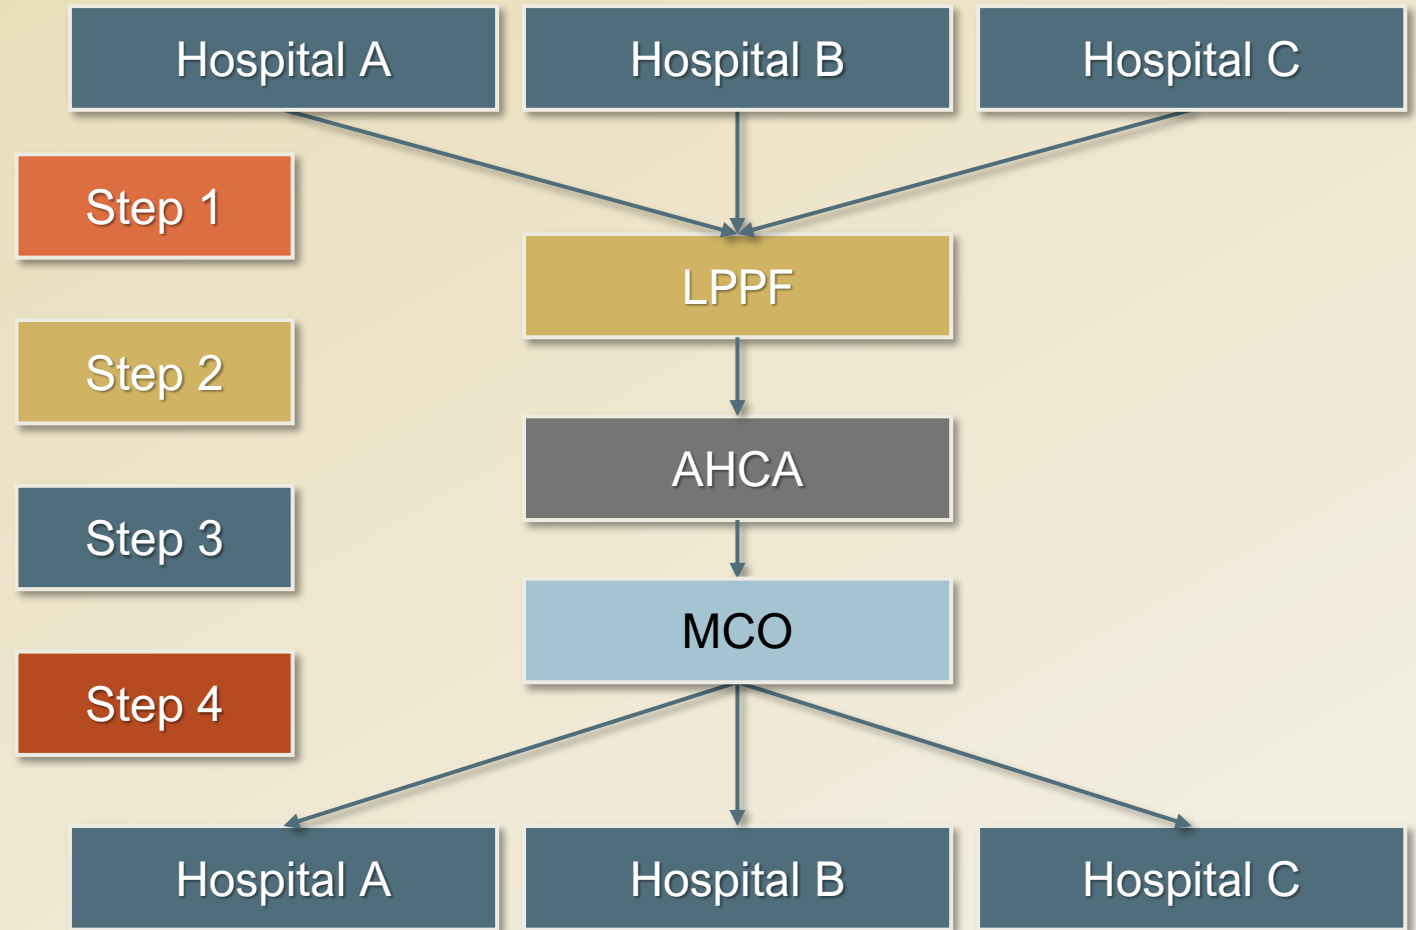 Hospital A
Hospital B
Hospital C
Step 1
LPPF
Step 2
AHCA
Step 3
MCO
Step 4
Hospital A
Hospital B
Hospital C